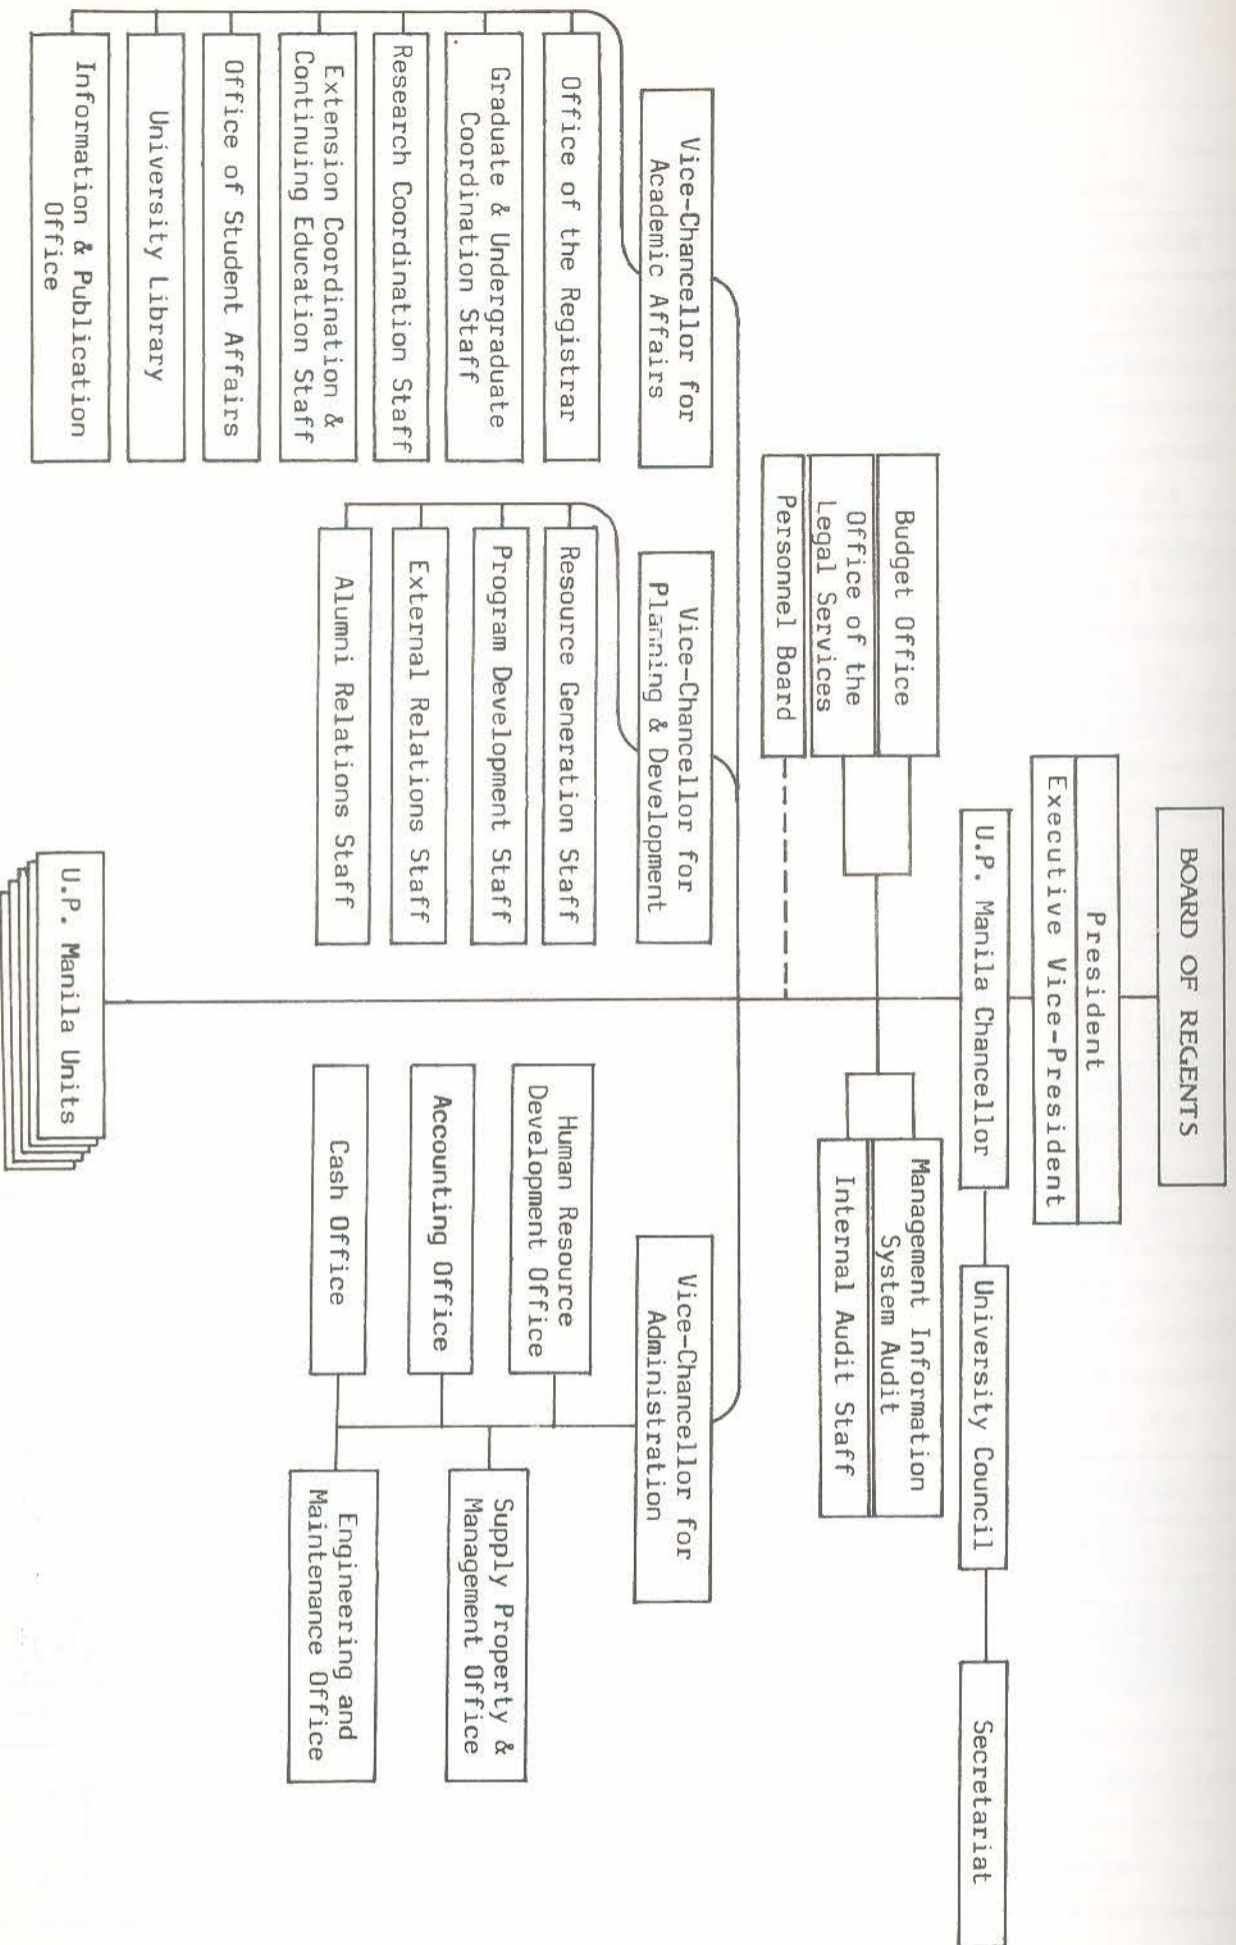 BOARD OF REGENTS
President
Executive Vice-President
U.P. Manila Chancellor
University Council
Secretariat
Budget Office
Office of the
Legal Services
Personnel Board
Management Information
System Audit
Internal Audit Staff
Vice-Chancellor for
Academic Affairs
Office of the Registrar
Graduate & Undergraduate
Coordination Staff
Research Coordination Staff
Extension Coordination &
Continuing Education Staff
Office of Student Affairs
University Library
Information & Publication
Office
Vice-Chancellor for
Planning & Development
Resource Generation Staff
Program Development Staff
External Relations Staff
Alumni Relations Staff
Vice-Chancellor for
Administration
Human Resource
Development Office
Accounting Office
Cash Office
Supply Property &
Management Office
Engineering and
Maintenance Office
U.P. Manila Units